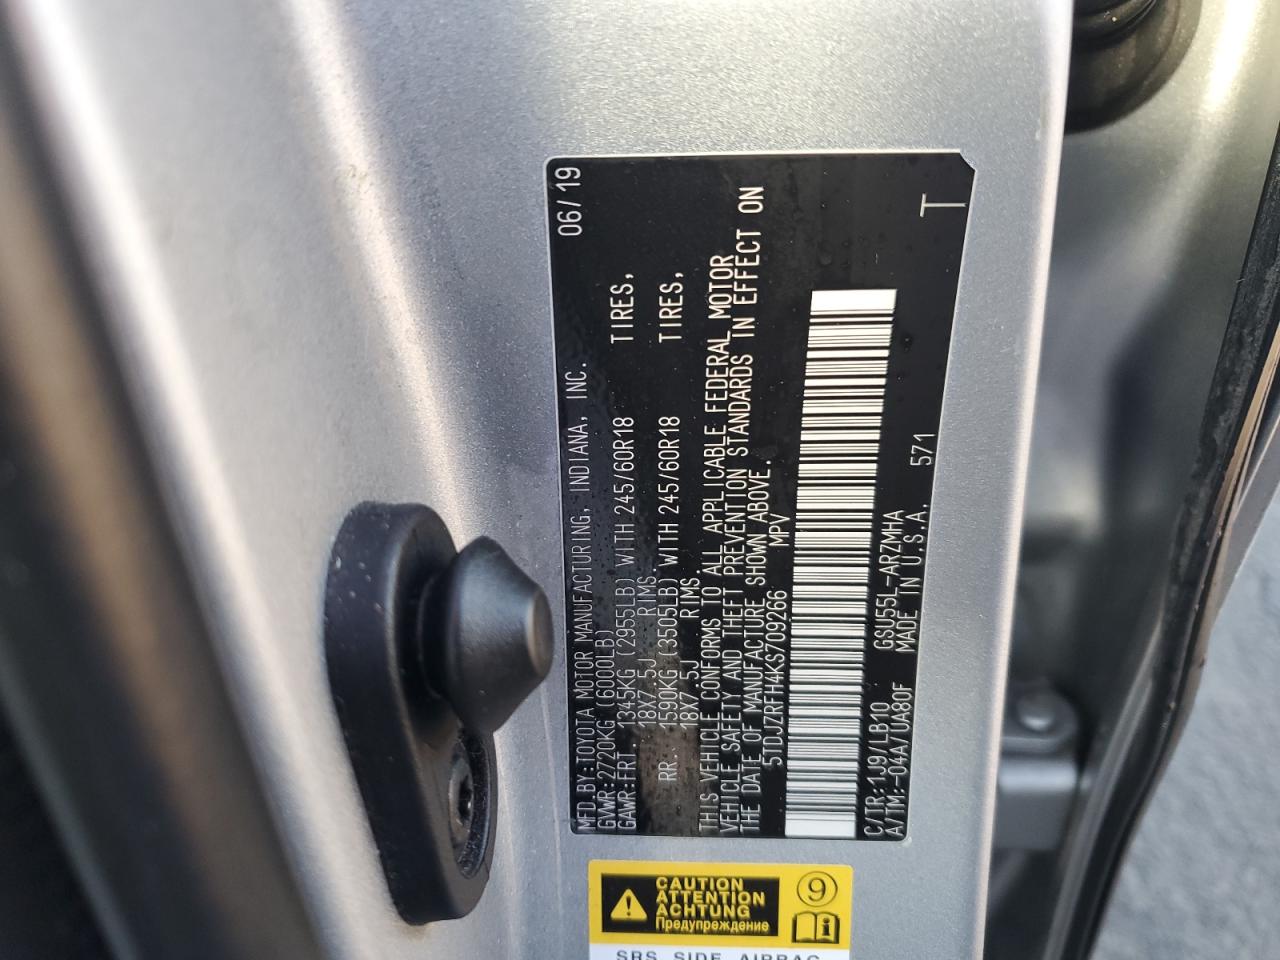 MFD.BY:TOYOTA MOTOR MANUFACTURING, INDIANA, INC. 06/19
GVWR:2720KG (6000LB)
GAWR:FRT. 1345KG (2955LB) WITH 245/60R18 TIRES,
18X7.5J RIMS.
RR. 1590KG (3505LB) WITH 245/60R18 TIRES,
18X7.5J RIMS.
THIS VEHICLE CONFORMS TO ALL APPLICABLE FEDERAL MOTOR
VEHICLE SAFETY AND THEFT PREVENTION STANDARDS IN EFFECT ON
THE DATE OF MANUFACTURE SHOWN ABOVE.
5TDJZRFH4KS709266 MPV
C/TR:1J9/LB10 GSU55L-ARZMHA
A/TM:-04A/UA80F MADE IN U.S.A. 571
T
CAUTION
ATTENTION
ACHTUNG
Предупреждение
9
i
SRS SIDE AIRBAG